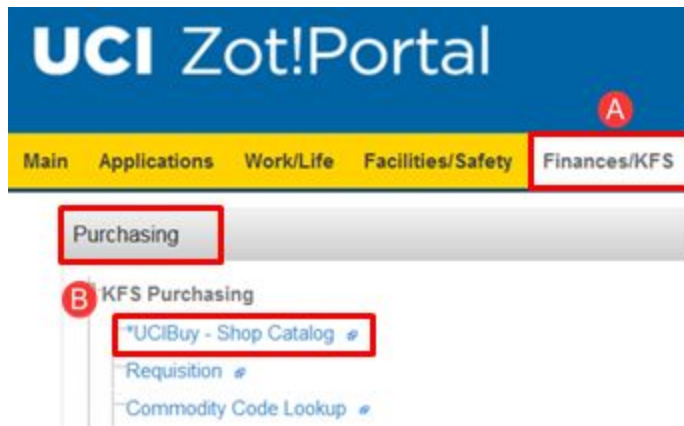 UCI Zot!Portal
A
Main Applications Work/Life Facilities/Safety Finances/KFS
Purchasing
B KFS Purchasing
*UCIBuy - Shop Catalog
Requisition
Commodity Code Lookup